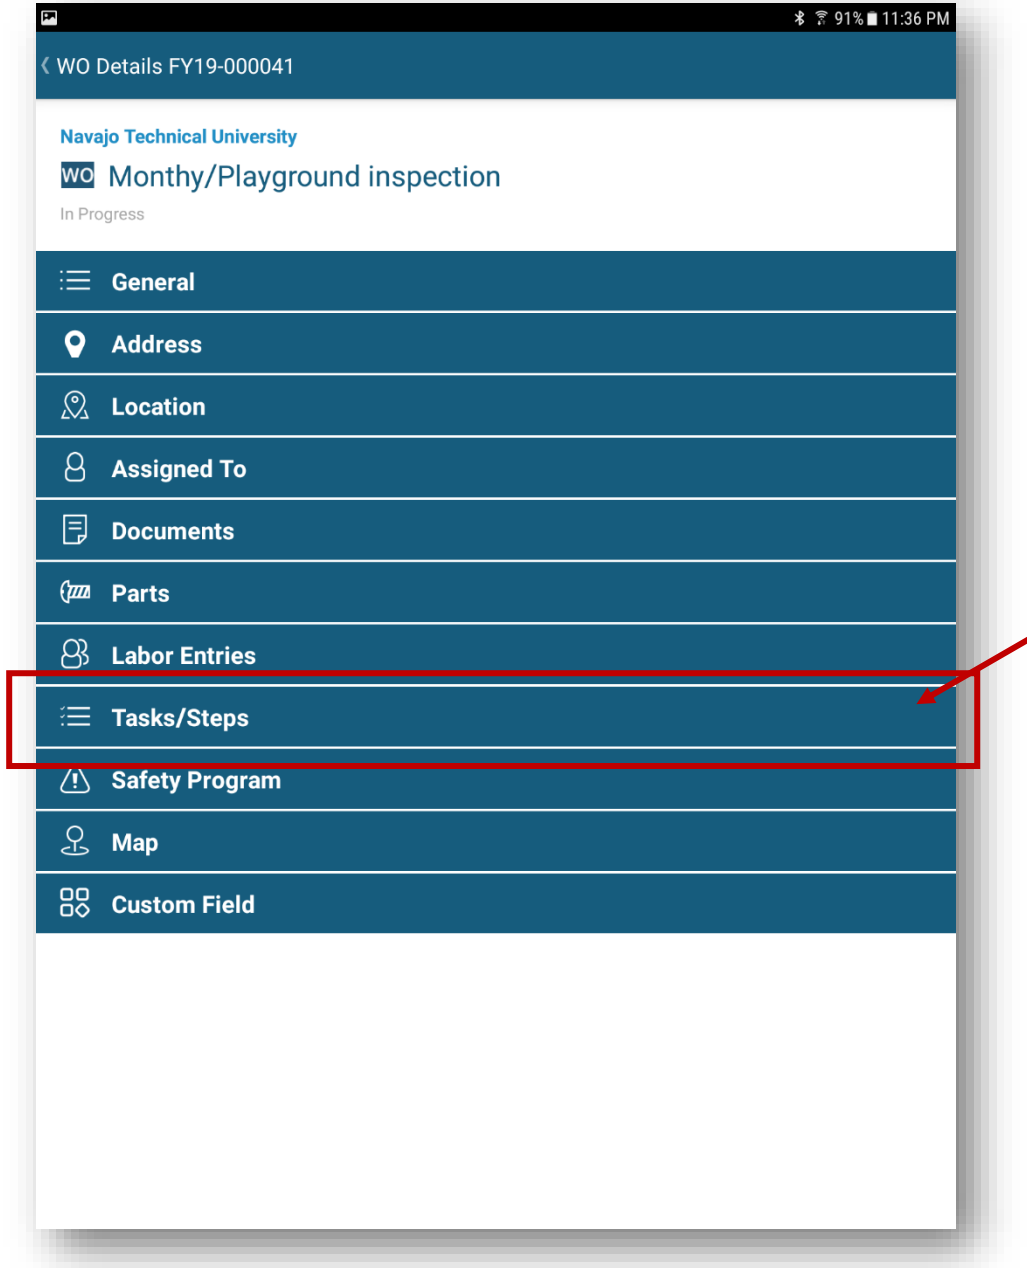 91% 11:36 PM
WO Details FY19-000041
Navajo Technical University
WO Monthy/Playground inspection
In Progress
General
Address
Location
Assigned To
Documents
Parts
Labor Entries
Tasks/Steps
Safety Program
Map
Custom Field